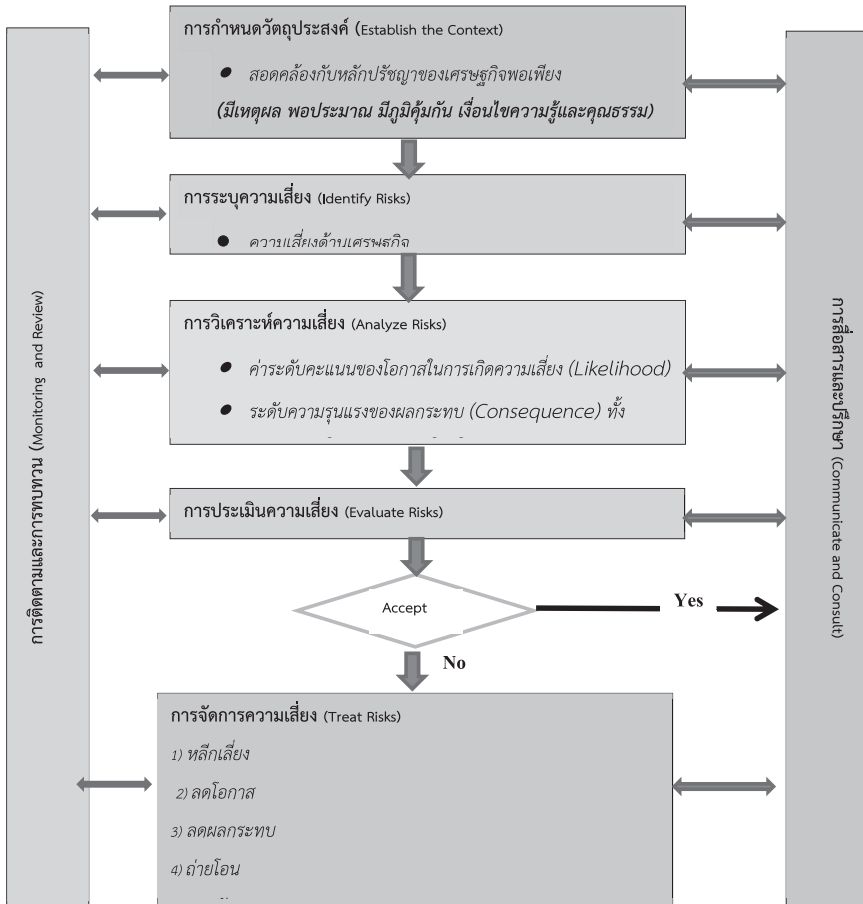 การกำหนดวัตถุประสงค์ (Establish the Context)
● สอดคล้องกับหลักปรัชญาของเศรษฐกิจพอเพียง
(มีเหตุผล พอประมาณ มีภูมิคุ้มกัน เงื่อนไขความรู้และคุณธรรม)
การระบุความเสี่ยง (Identify Risks)
● ความเสี่ยงด้านเศรษฐกิจ
การวิเคราะห์ความเสี่ยง (Analyze Risks)
● ค่าระดับคะแนนของโอกาสในการเกิดความเสี่ยง (Likelihood)
● ระดับความรุนแรงของผลกระทบ (Consequence) ทั้ง
การประเมินความเสี่ยง (Evaluate Risks)
Accept
Yes
No
การจัดการความเสี่ยง (Treat Risks)
1) หลีกเลี่ยง
2) ลดโอกาส
3) ลดผลกระทบ
4) ถ่ายโอน
การติดตามและการทบทวน (Monitoring and Review)
การสื่อสารและปรึกษา (Communicate and Consult)